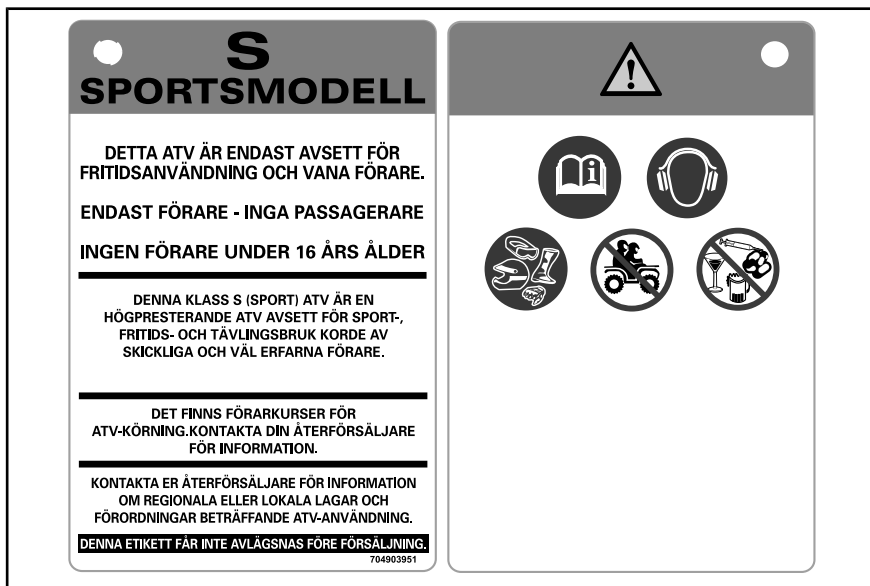 S
SPORTSMODELL
DETTA ATV ÄR ENDAST AVSETT FÖR
FRITIDSANVÄNDNING OCH VANA FÖRARE.
ENDAST FÖRARE - INGA PASSAGERARE
INGEN FÖRARE UNDER 16 ÅRS ÅLDER
DENNA KLASS S (SPORT) ATV ÄR EN
HÖGPRESTERANDE ATV AVSETT FÖR SPORT-,
FRITIDS- OCH TÄVLINGSBRUK KORDE AV
SKICKLIGA OCH VÄL ERFARNA FÖRARE.
DET FINNS FÖRARKURSER FÖR
ATV-KÖRNING.KONTAKTA DIN ÅTERFÖRSÄLJARE
FÖR INFORMATION.
KONTAKTA ER ÅTERFÖRSÄLJARE FÖR INFORMATION
OM REGIONALA ELLER LOKALA LAGAR OCH
FÖRORDNINGAR BETRÄFFANDE ATV-ANVÄNDNING.
DENNA ETIKETT FÅR INTE AVLÄGSNAS FÖRE FÖRSÄLJNING.
704903951